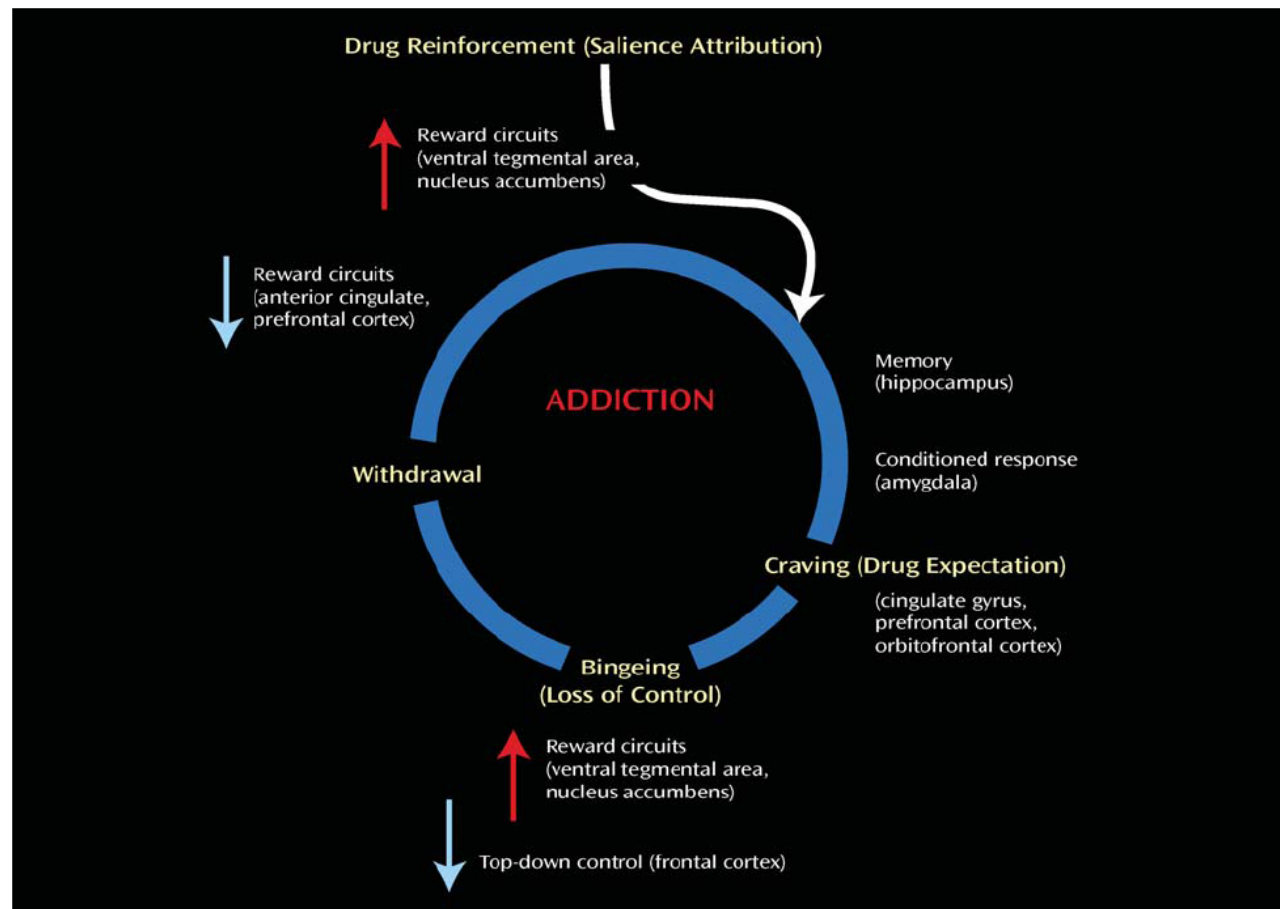 Drug Reinforcement (Salience Attribution)
Reward circuits
(ventral tegmental area,
nucleus accumbens)
Reward circuits
(anterior cingulate,
prefrontal cortex)
Memory
(hippocampus)
ADDICTION
Conditioned response
(amygdala)
Withdrawal
Craving (Drug Expectation)
(cingulate gyrus,
prefrontal cortex,
orbitofrontal cortex)
Bingeing
(Loss of Control)
Reward circuits
(ventral tegmental area,
nucleus accumbens)
Top-down control (frontal cortex)